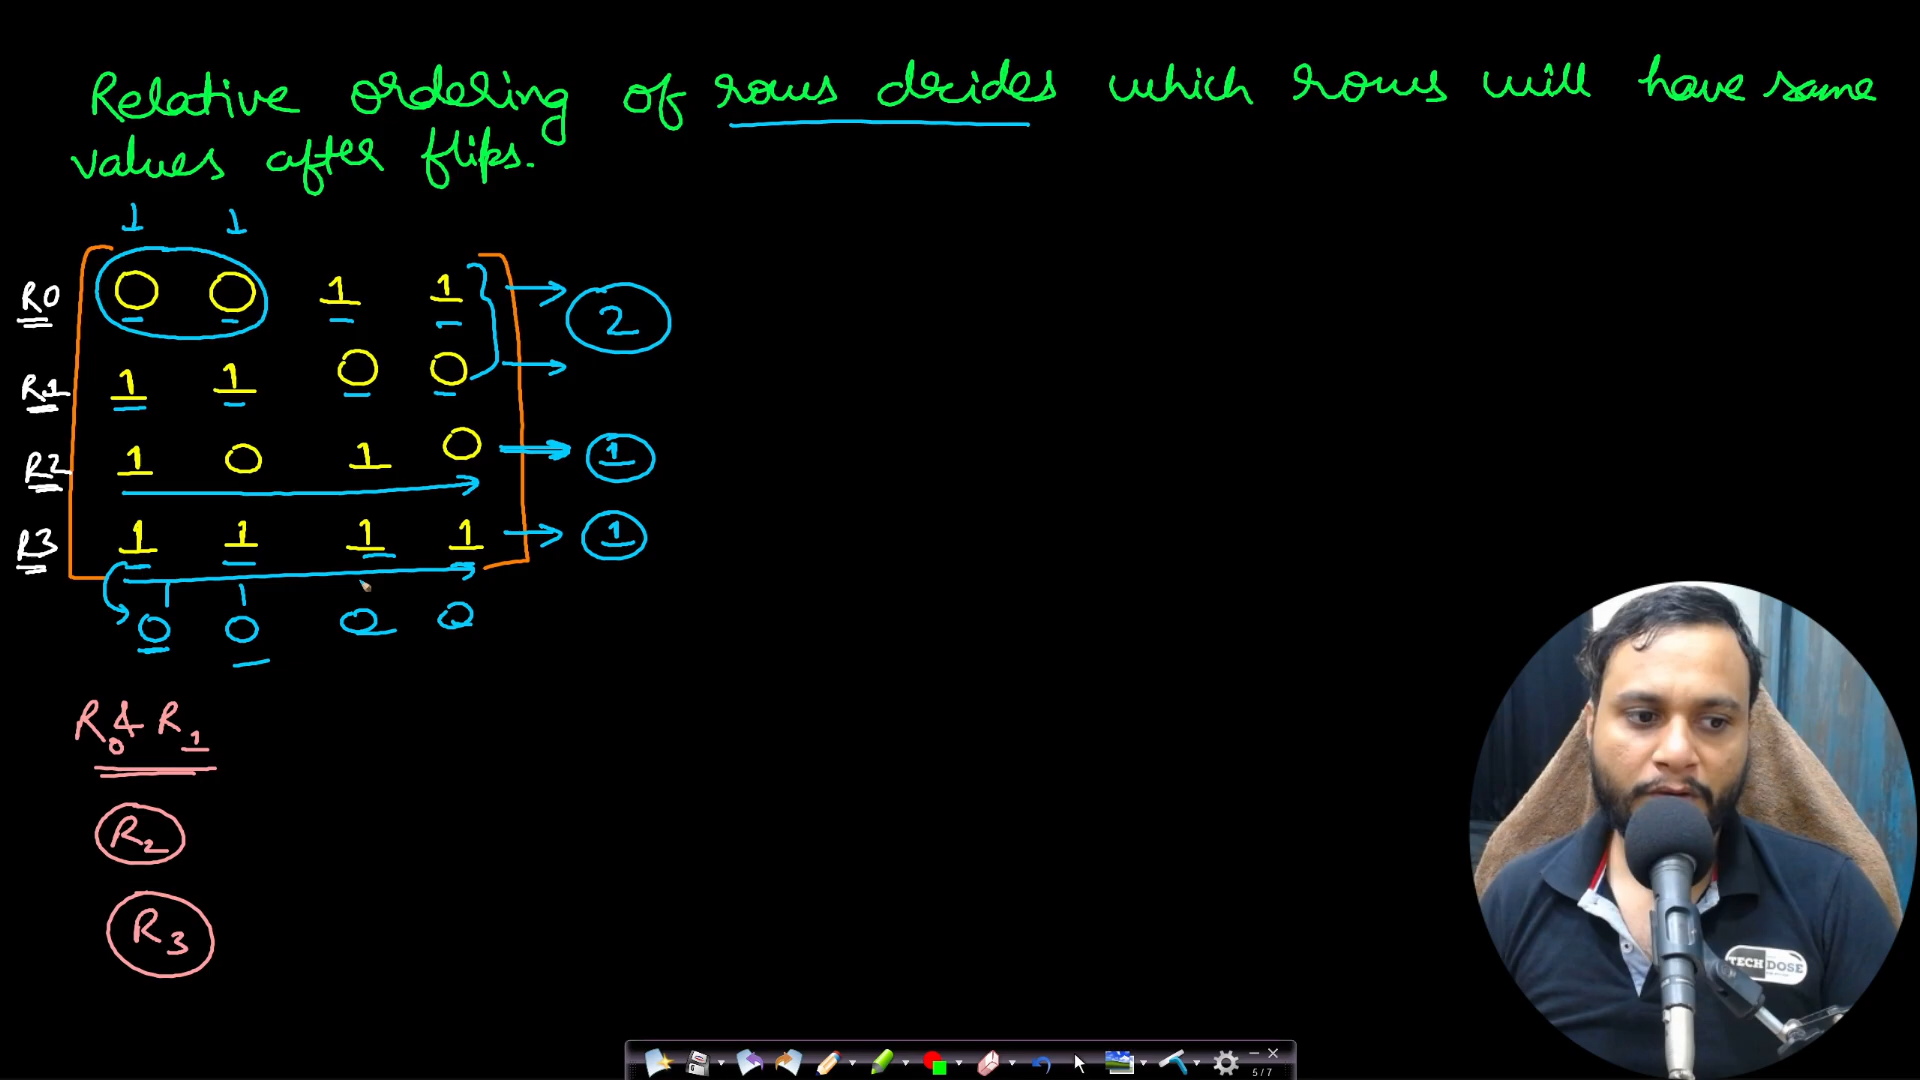 Relative ordering of rows decides which rows will have same
values after flips.
1 1
R0 0 0 1 1 → 2
R1 1 1 0 0 →
R2 1 0 1 0 → 1
R3 1 1 1 1 → 1
0 0 0 0
R0 & R1
R2
R3
TECH DOSE
5/7